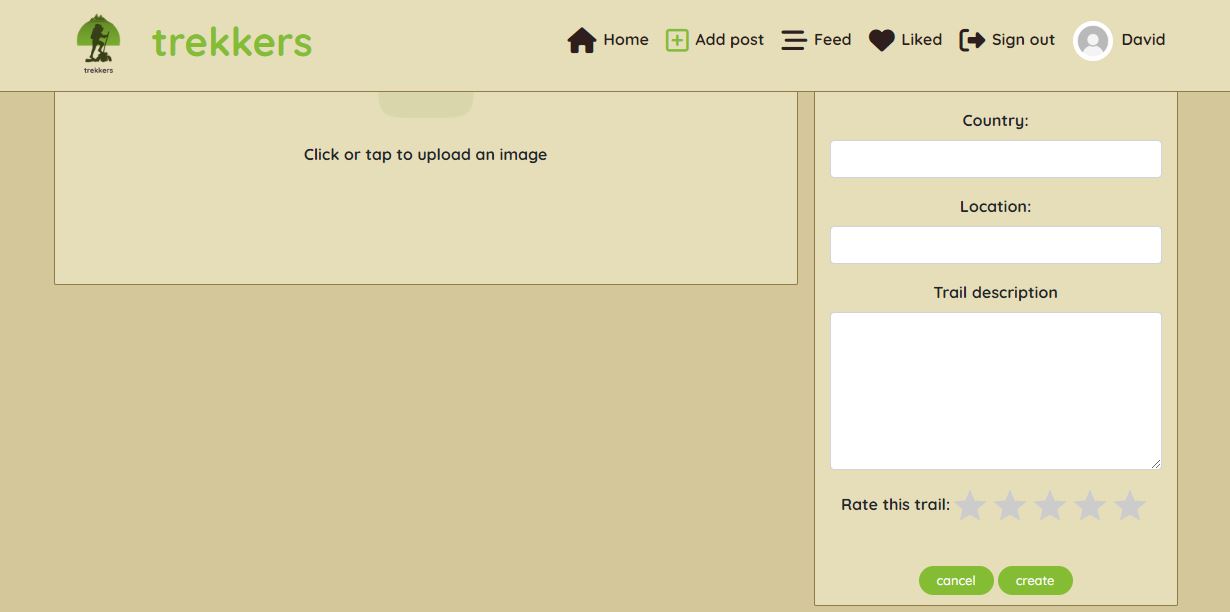 trekkers
trekkers
Home
Add post
Feed
Liked
Sign out
David
Click or tap to upload an image
Country:
Location:
Trail description
Rate this trail:
cancel
create